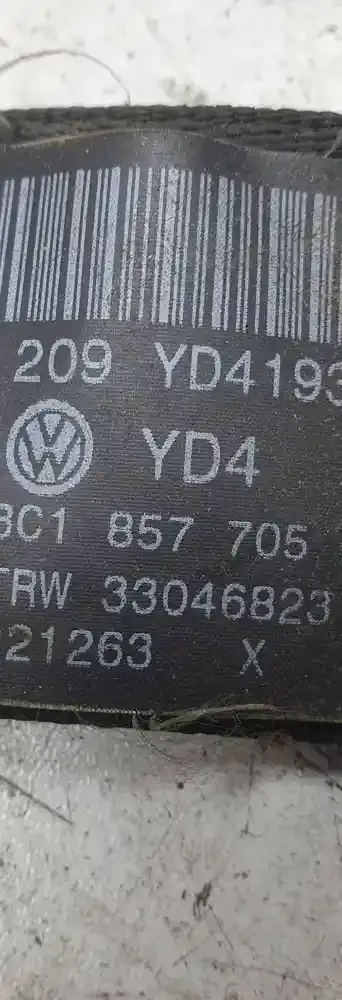 209 YD4193
YD4
3C1 857 705
TRW 33046823
21263 X